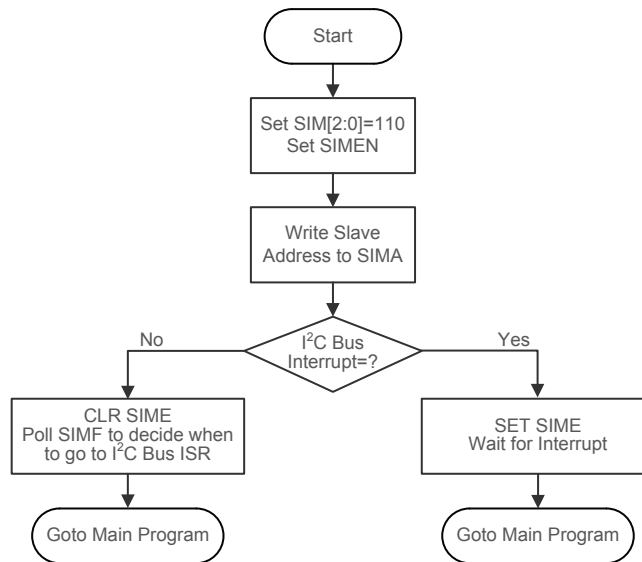 Start
Set SIM[2:0]=110
Set SIMEN
Write Slave
Address to SIMA
I²C Bus
Interrupt=?
No
Yes
CLR SIME
Poll SIMF to decide when
to go to I²C Bus ISR
SET SIME
Wait for Interrupt
Goto Main Program
Goto Main Program